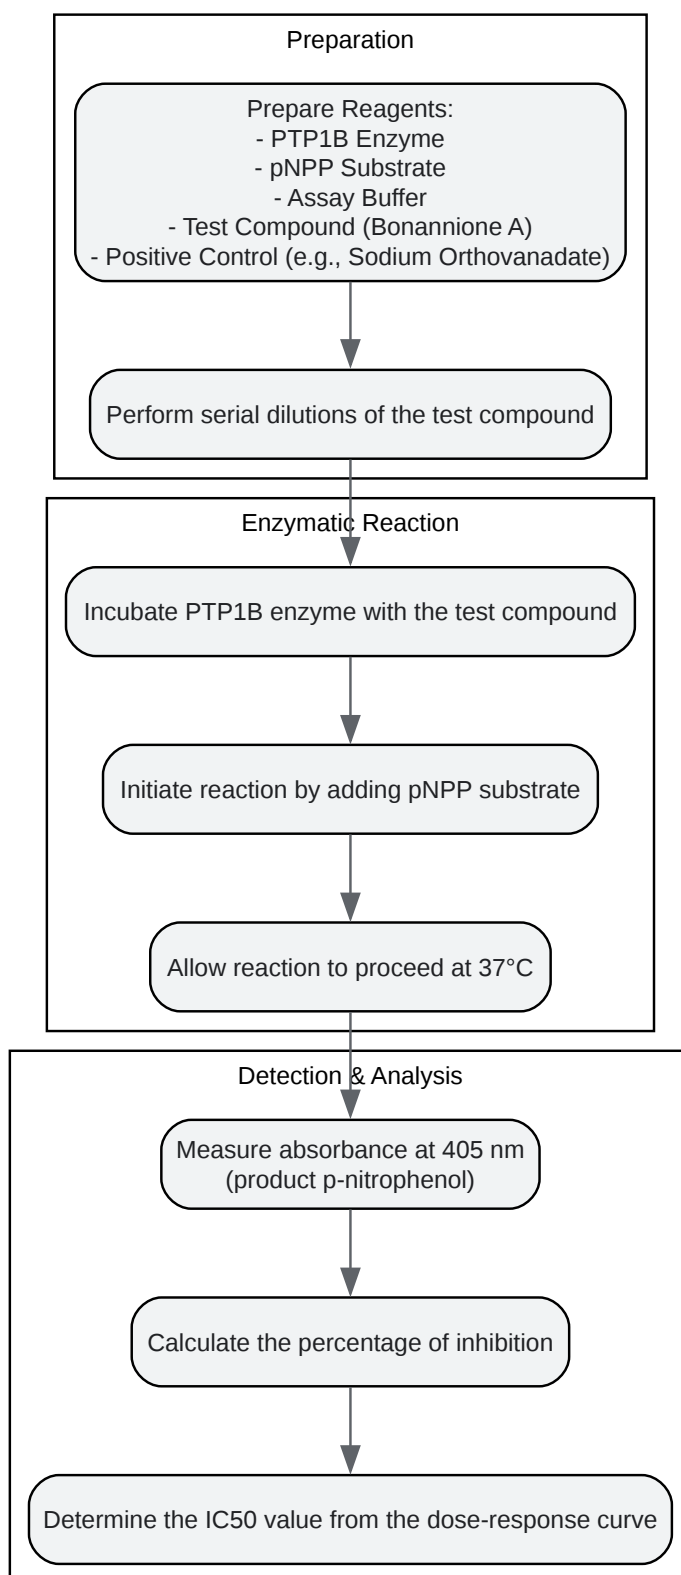 Preparation
Prepare Reagents:
- PTP1B Enzyme
- pNPP Substrate
- Assay Buffer
- Test Compound (Bonannione A)
- Positive Control (e.g., Sodium Orthovanadate)
Perform serial dilutions of the test compound
Enzymatic Reaction
Incubate PTP1B enzyme with the test compound
Initiate reaction by adding pNPP substrate
Allow reaction to proceed at 37°C
Detection & Analysis
Measure absorbance at 405 nm
(product p-nitrophenol)
Calculate the percentage of inhibition
Determine the IC50 value from the dose-response curve